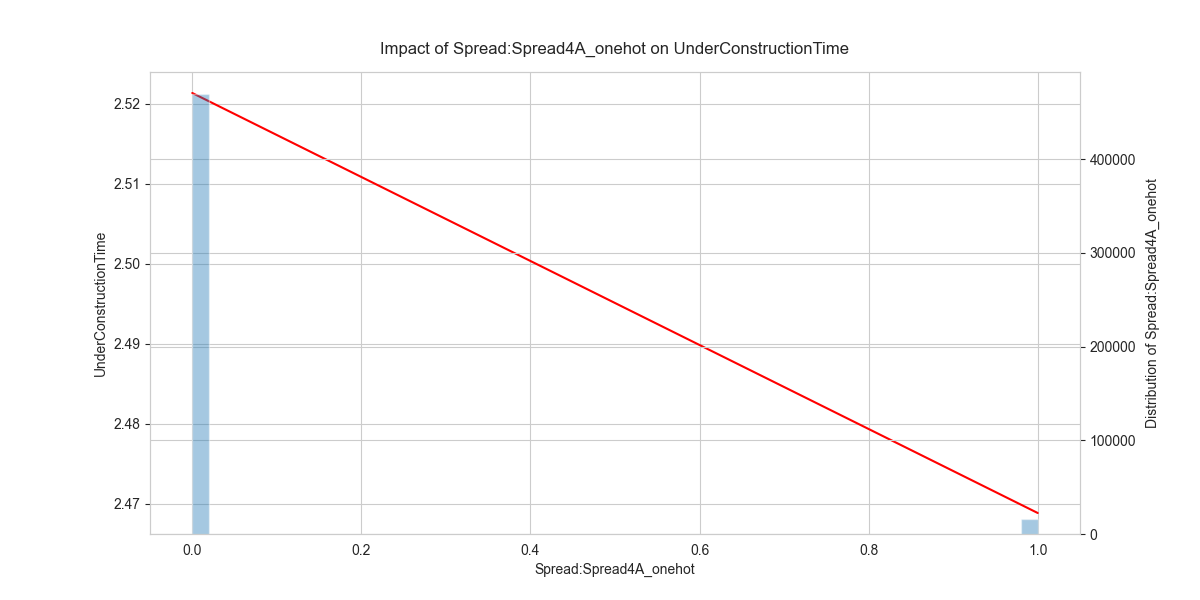 Impact of Spread:Spread4A_onehot on UnderConstructionTime
2.52
2.51
2.50
2.49
2.48
2.47
UnderConstructionTime
400000
300000
200000
100000
0
Distribution of Spread:Spread4A_onehot
0.0 0.2 0.4 0.6 0.8 1.0
Spread:Spread4A_onehot